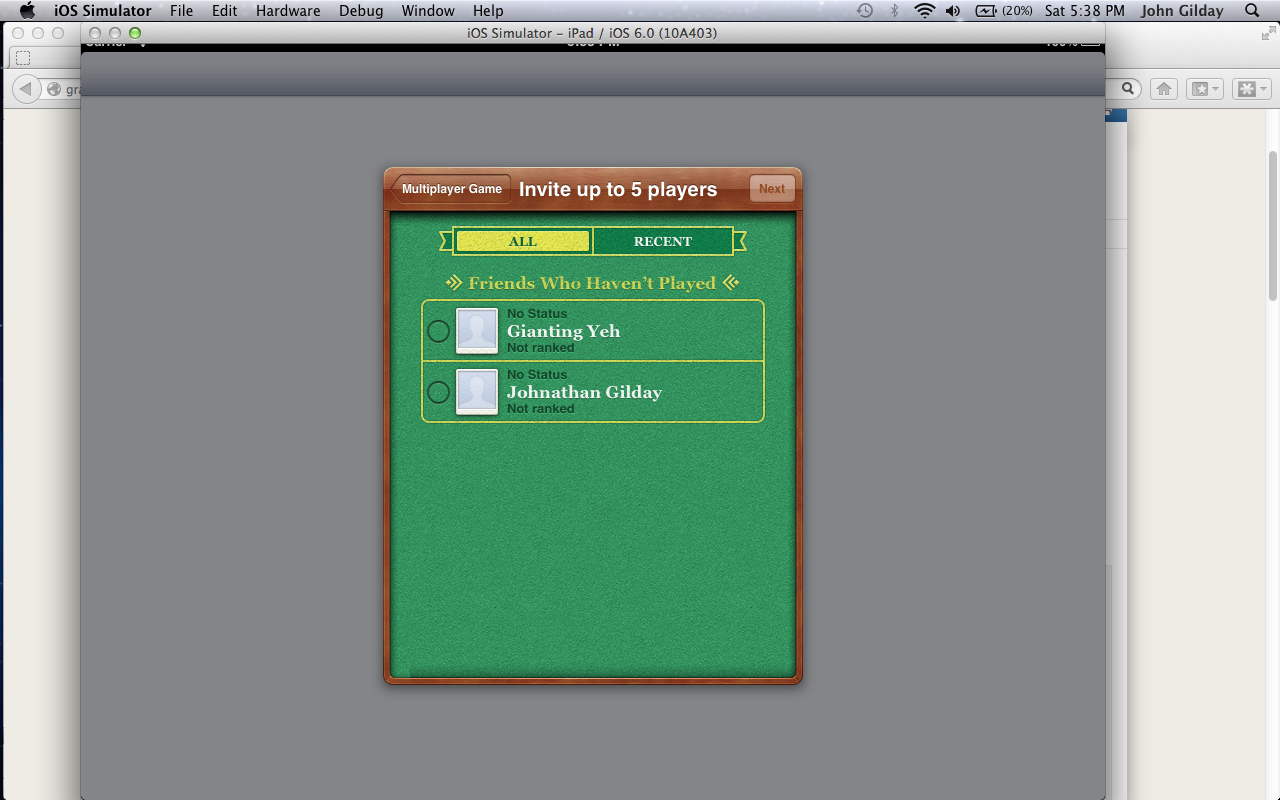 iOS Simulator File Edit Hardware Debug Window Help (20%) Sat 5:38 PM John Gilday
iOS Simulator – iPad / iOS 6.0 (10A403)
gra
Multiplayer Game Invite up to 5 players Next
ALL RECENT
Friends Who Haven’t Played
No Status
Gianting Yeh
Not ranked
No Status
Johnathan Gilday
Not ranked